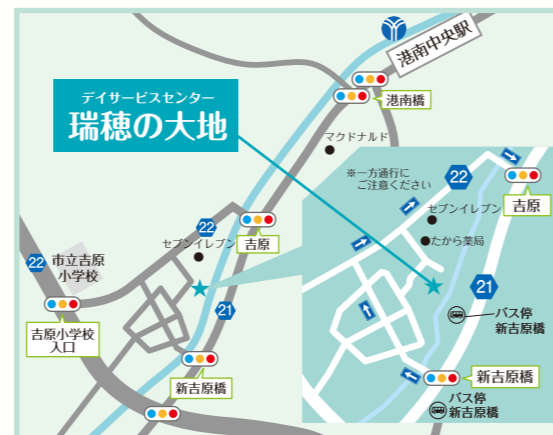 港南中央駅
港南橋
デイサービスセンター
瑞穂の大地
マクドナルド
※一方通行に
ご注意ください
22
吉原
セブンイレブン
たから薬局
21
バス停
新吉原橋
新吉原橋
バス停
新吉原橋
22
セブンイレブン
吉原
22
市立吉原
小学校
21
吉原小学校
入口
新吉原橋